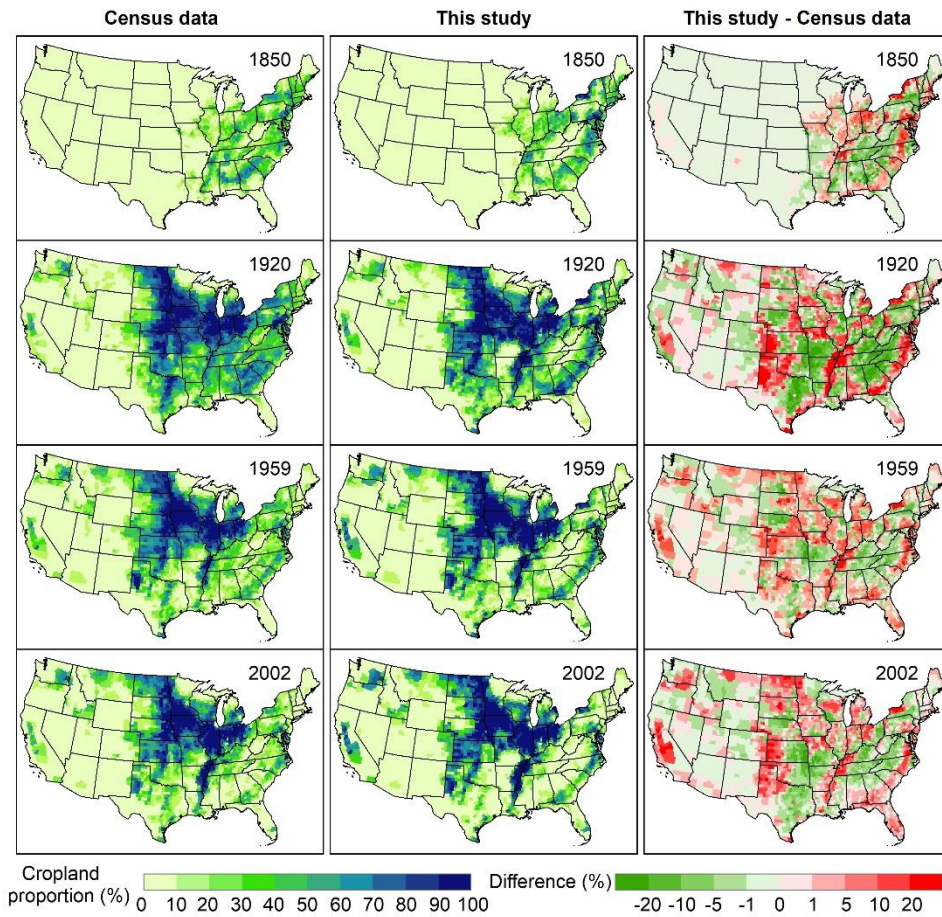 Census data
This study
This study - Census data
1850
1850
1850
1920
1920
1920
1959
1959
1959
2002
2002
2002
Cropland
proportion (%)
0 10 20 30 40 50 60 70 80 90 100
Difference (%)
-20 -10 -5 -1 0 1 5 10 20